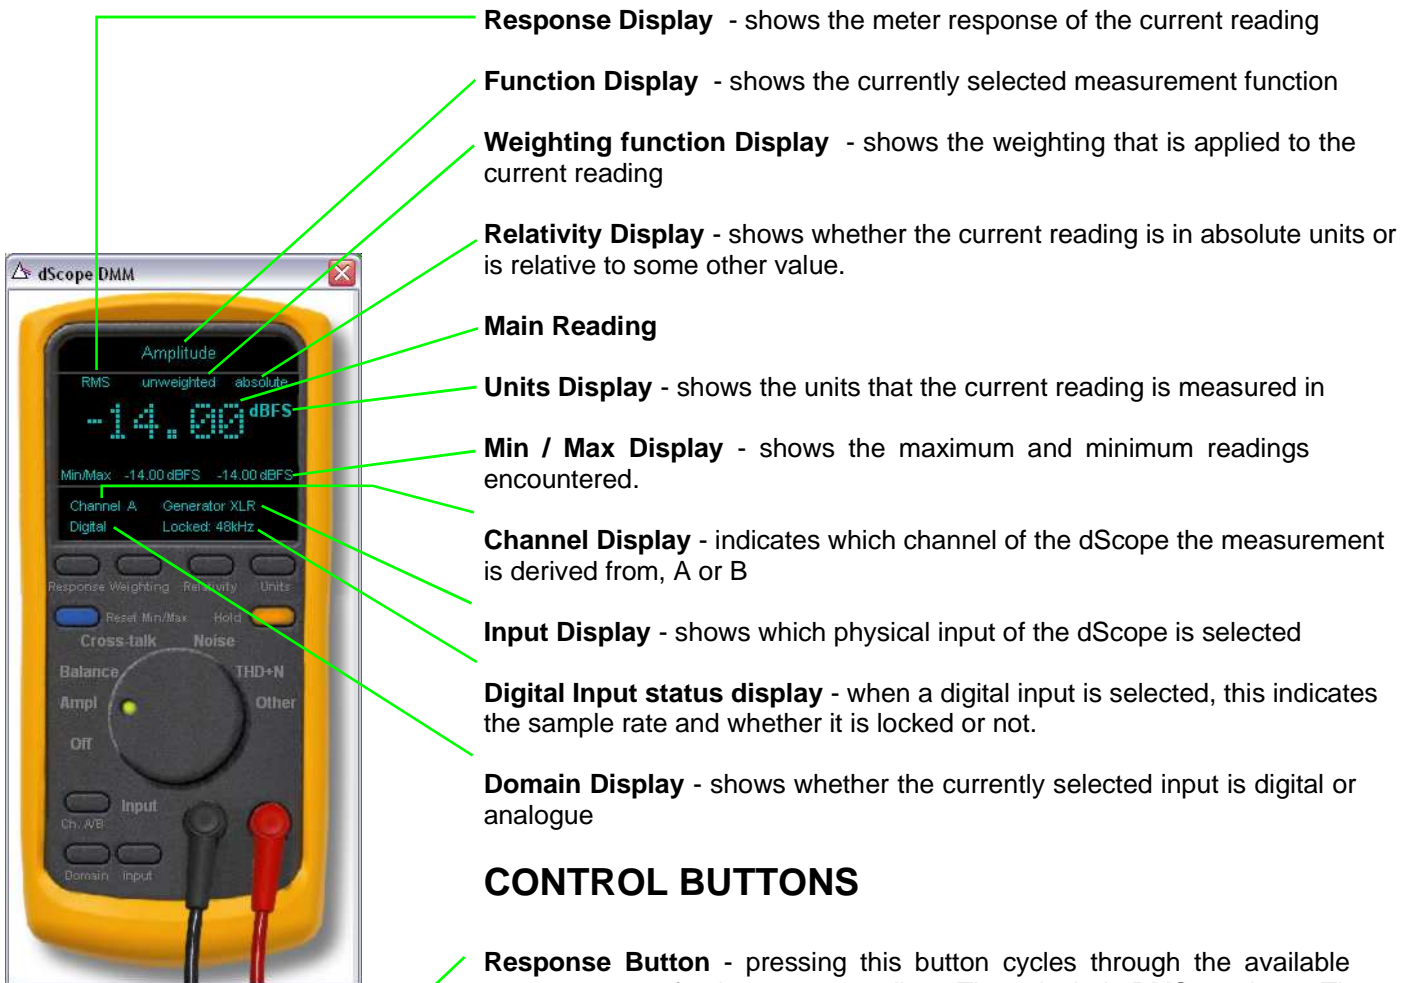 Response Display - shows the meter response of the current reading
Function Display - shows the currently selected measurement function
Weighting function Display - shows the weighting that is applied to the
current reading
Relativity Display - shows whether the current reading is in absolute units or
is relative to some other value.
Main Reading
Units Display - shows the units that the current reading is measured in
Min / Max Display - shows the maximum and minimum readings
encountered.
Channel Display - indicates which channel of the dScope the measurement
is derived from, A or B
Input Display - shows which physical input of the dScope is selected
Digital Input status display - when a digital input is selected, this indicates
the sample rate and whether it is locked or not.
Domain Display - shows whether the currently selected input is digital or
analogue
CONTROL BUTTONS
Response Button - pressing this button cycles through the available
dScope DMM
Amplitude
RMS unweighted absolute
-14.00 dBFS
Min/Max -14.00 dBFS -14.00 dBFS
Channel A Generator XLR
Digital Locked: 48kHz
Response Weighting Relativity Units
Reset Min/Max Hold
Cross-talk Noise
Balance THD+N
Ampl Other
Off
Input
Ch. A/B
Domain Input